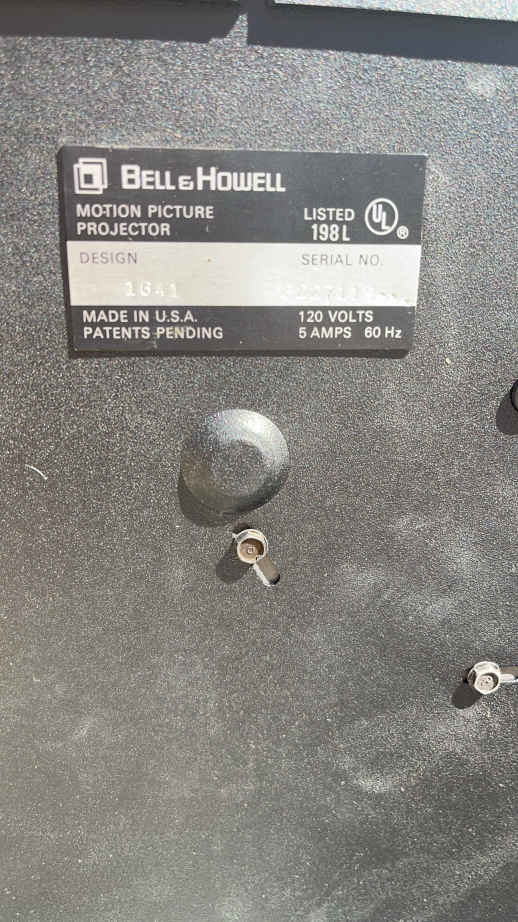 BELL & HOWELL
MOTION PICTURE
PROJECTOR
LISTED
198L
UL
®
DESIGN
SERIAL NO.
1641
MADE IN U.S.A.
PATENTS PENDING
120 VOLTS
5 AMPS 60 Hz